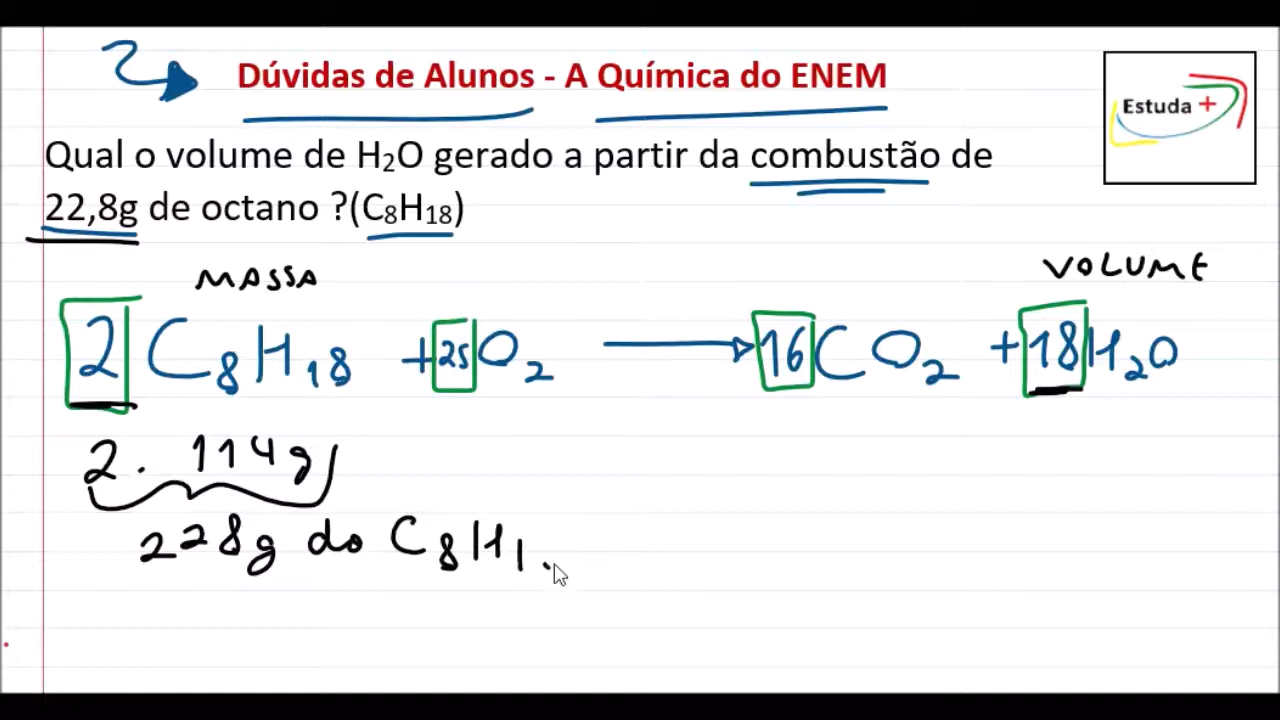 Dúvidas de Alunos - A Química do ENEM
Estuda +
Qual o volume de H₂O gerado a partir da combustão de
22,8g de octano ?(C₈H₁₈)
MASSA
VOLUME
2 C₈H₁₈ + 25 O₂ → 16 CO₂ + 18 H₂O
2. 114g
228g do C₈H₁